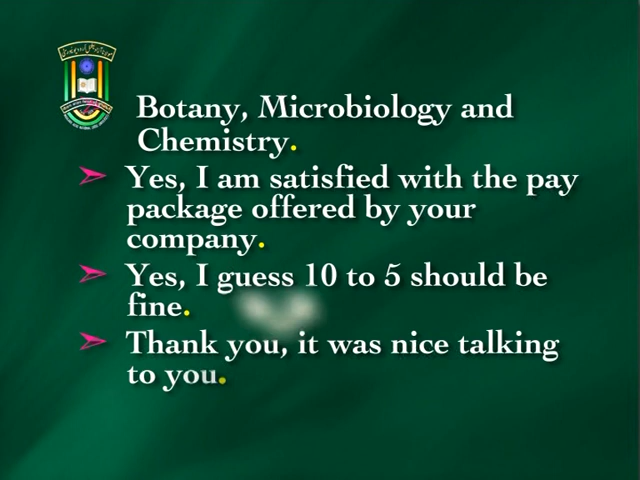 Botany, Microbiology and
Chemistry.
Yes, I am satisfied with the pay
package offered by your
company.
Yes, I guess 10 to 5 should be
fine.
Thank you, it was nice talking
to you.